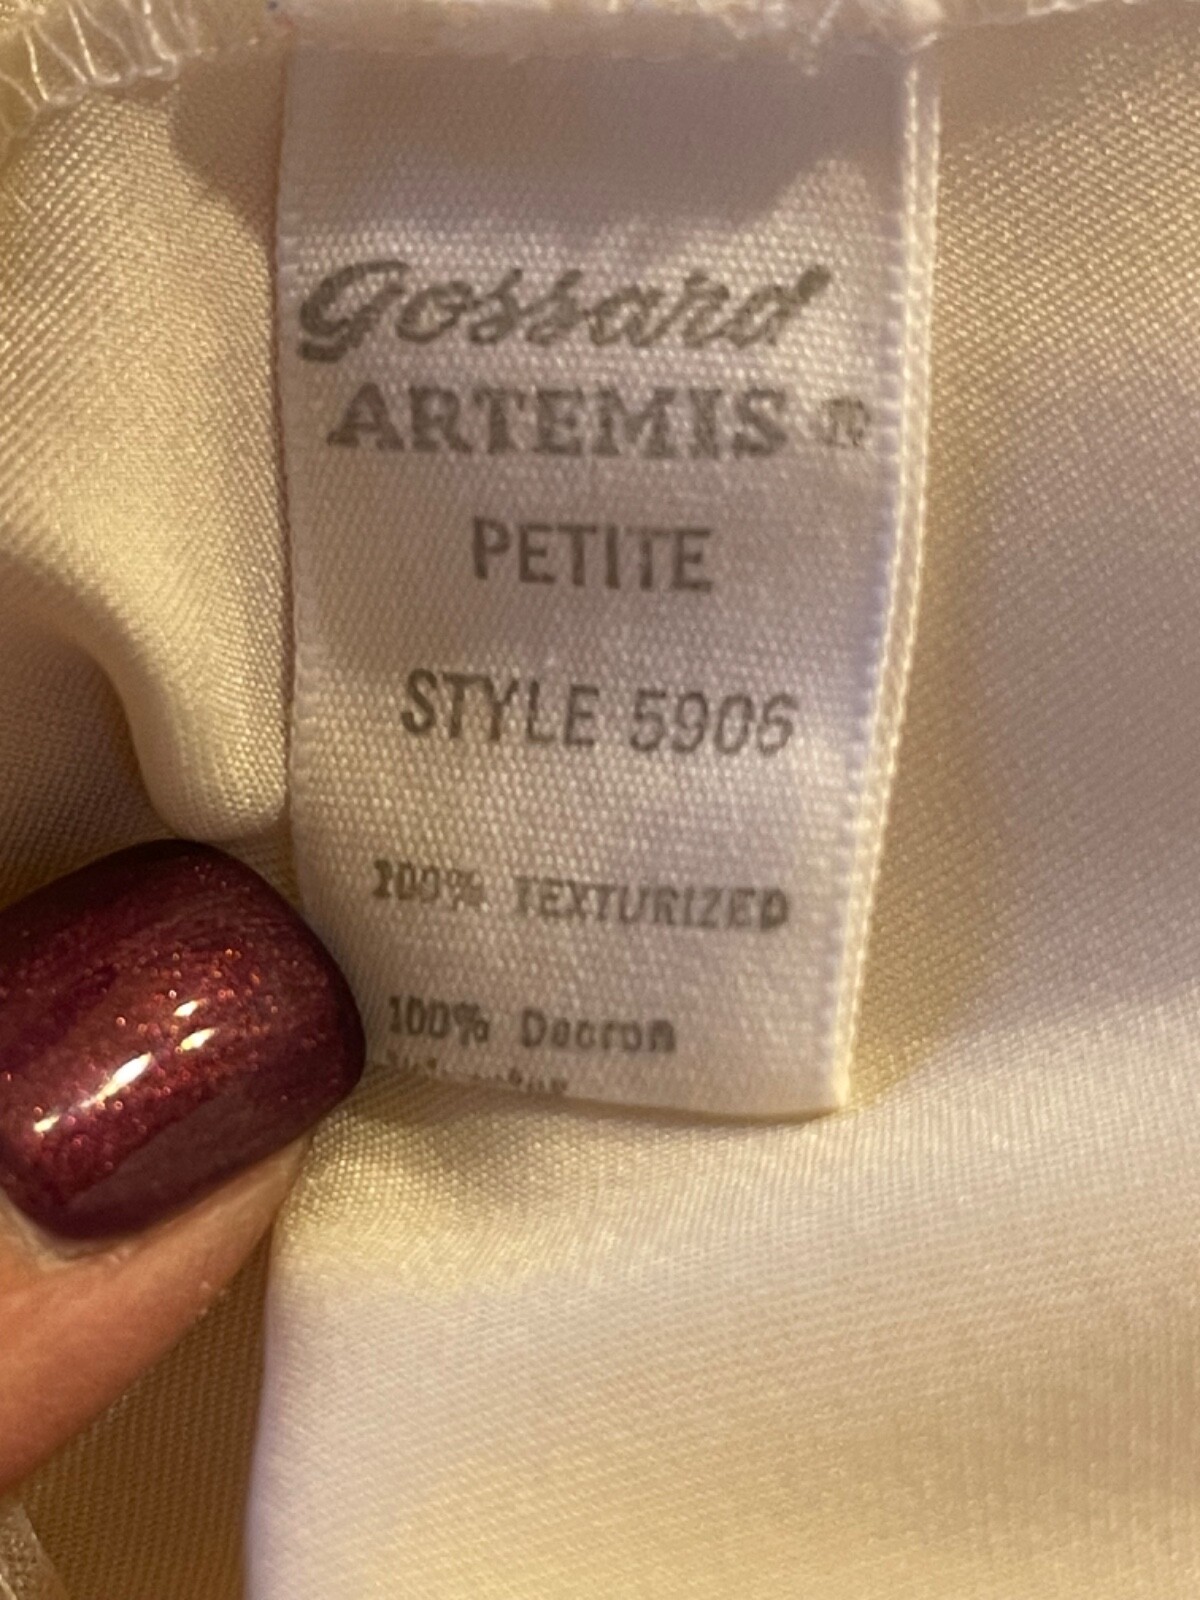 Gossard
ARTEMIS ®
PETITE
STYLE 5906
100% TEXTURIZED
100% Dacron